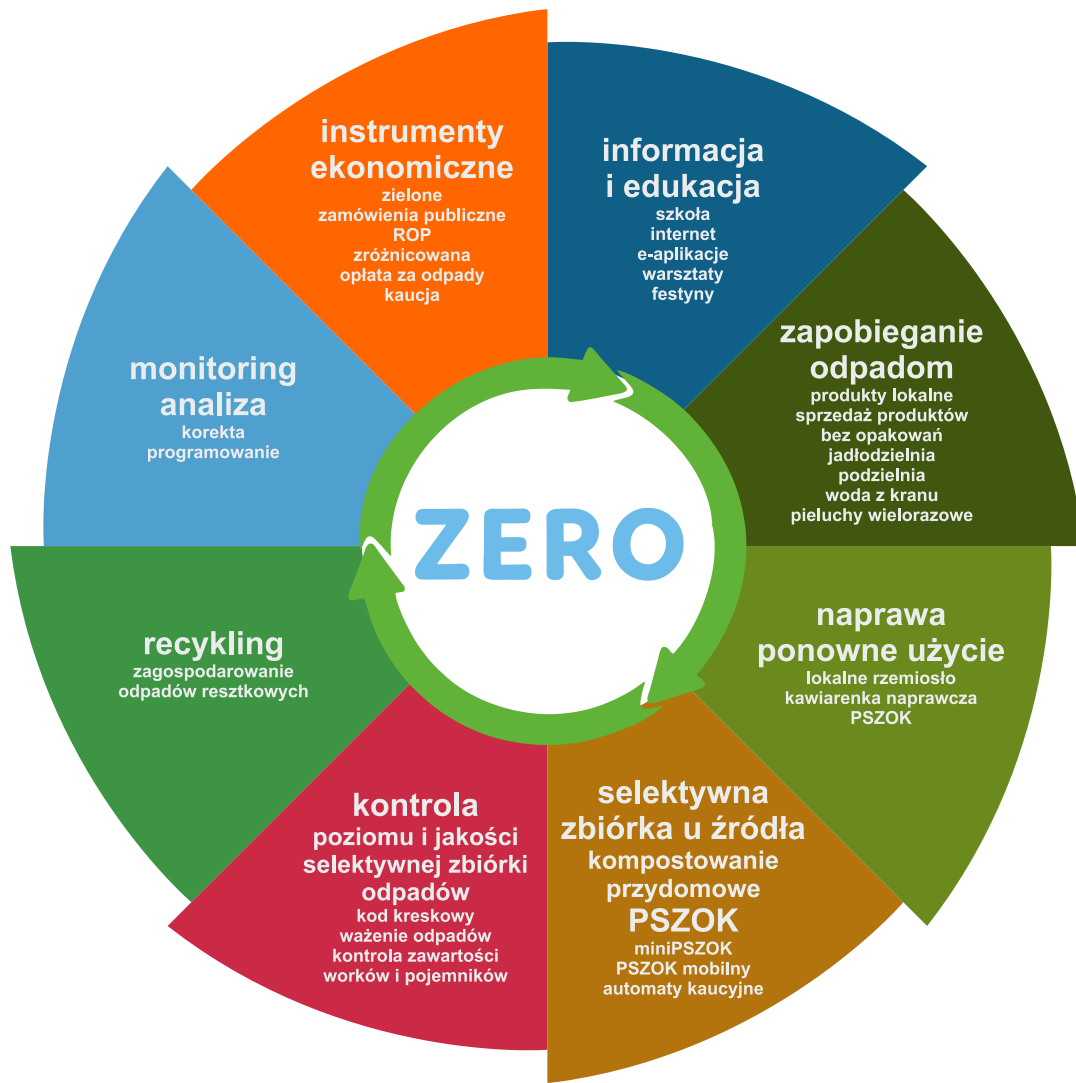 instrumenty
ekonomiczne
zielone
zamówienia publiczne
ROP
zróżnicowana
opłata za odpady
kaucja
informacja
i edukacja
szkoła
internet
e-aplikacje
warsztaty
festyny
zapobieganie
odpadom
produkty lokalne
sprzedaż produktów
bez opakowań
jadłodzielnia
podzielnia
woda z kranu
pieluchy wielorazowe
naprawa
ponowne użycie
lokalne rzemiosło
kawiarenka naprawcza
PSZOK
selektywna
zbiórka u źródła
kompostowanie
przydomowe
PSZOK
miniPSZOK
PSZOK mobilny
automaty kaucyjne
kontrola
poziomu i jakości
selektywnej zbiórki
odpadów
kod kreskowy
ważenie odpadów
kontrola zawartości
worków i pojemników
recykling
zagospodarowanie
odpadów resztkowych
monitoring
analiza
korekta
programowanie
ZERO